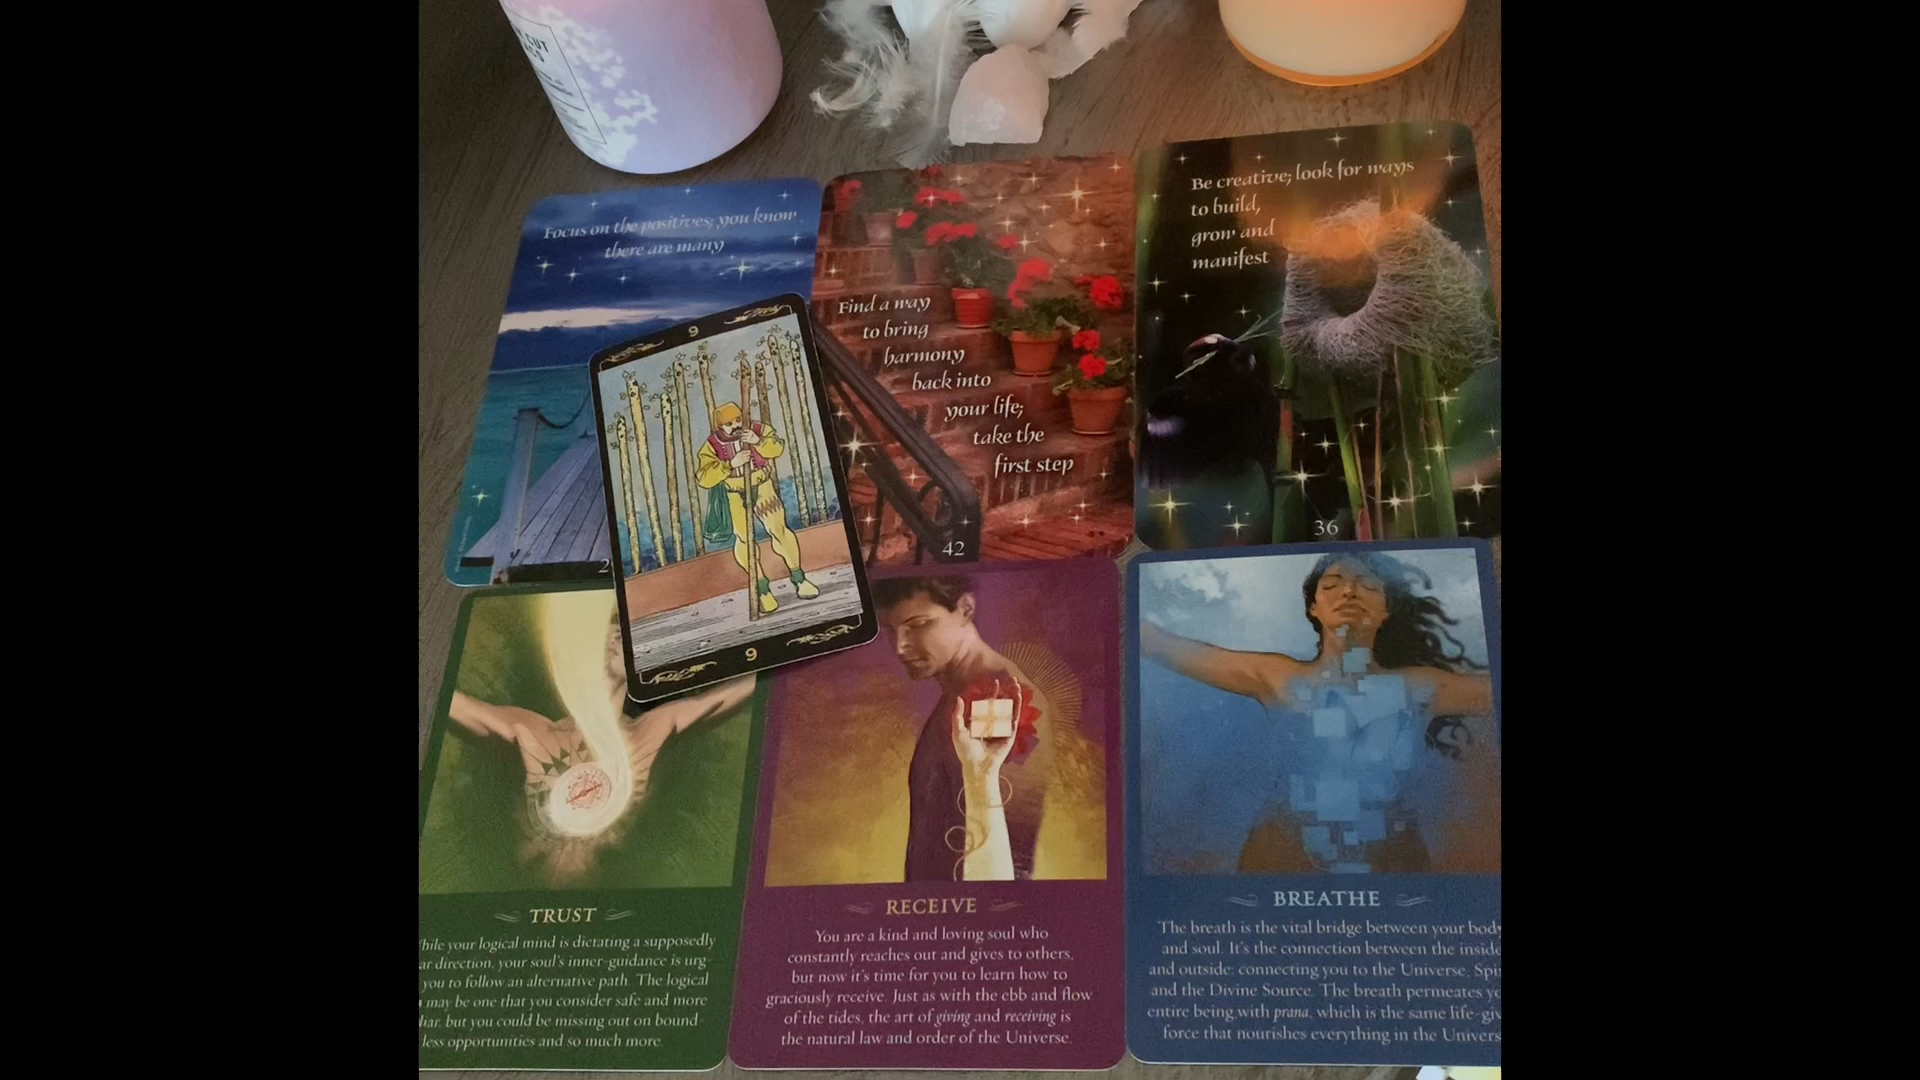 CUT
Focus on the positives; you know
there are many
2
9
9
Find a way
to bring
harmony
back into
your life;
take the
first step
42
Be creative; look for ways
to build,
grow and
manifest
36
TRUST
hile your logical mind is dictating a supposedly
ar direction, your soul's inner-guidance is urg-
you to follow an alternative path. The logical
may be one that you consider safe and more
liar, but you could be missing out on bound-
less opportunities and so much more.
RECEIVE
You are a kind and loving soul who
constantly reaches out and gives to others,
but now it's time for you to learn how to
graciously receive. Just as with the ebb and flow
of the tides, the art of giving and receiving is
the natural law and order of the Universe.
BREATHE
The breath is the vital bridge between your body
and soul. It's the connection between the inside
and outside: connecting you to the Universe, Spi
and the Divine Source. The breath permeates y
entire being with prana, which is the same life-giv
force that nourishes everything in the Univers